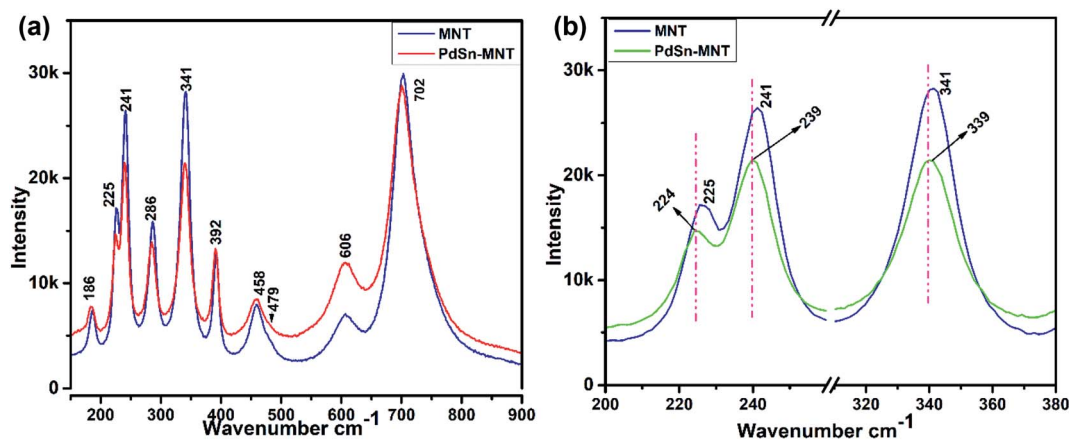 (a)
MNT
PdSn-MNT
Intensity
30k
20k
10k
0
186
225
241
286
341
392
458
479
606
702
200 300 400 500 600 700 800 900
Wavenumber cm⁻¹
(b)
MNT
PdSn-MNT
Intensity
30k
20k
10k
0
224
225
241
239
341
339
200 220 240 320 340 360 380
Wavenumber cm⁻¹